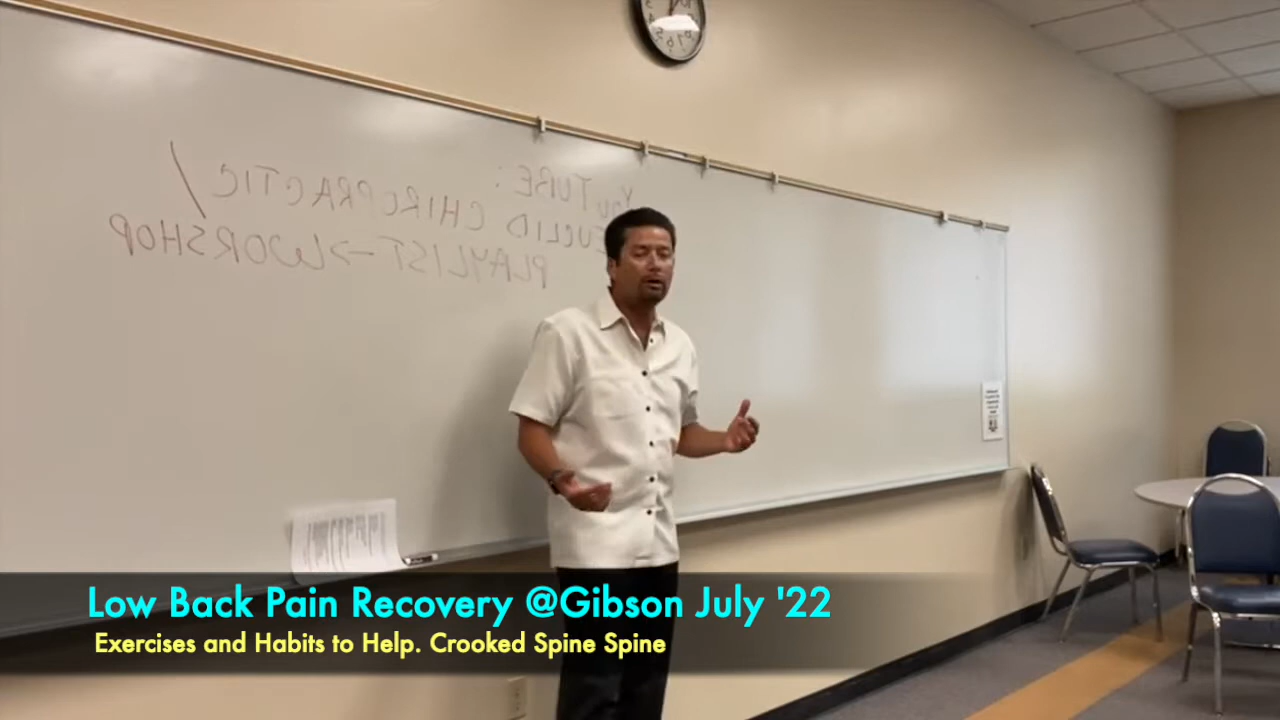 YOUTUBE:
EUCLID CHIROPRACTIC/
PLAYLIST->WORSHOP
Low Back Pain Recovery @Gibson July '22
Exercises and Habits to Help. Crooked Spine Spine